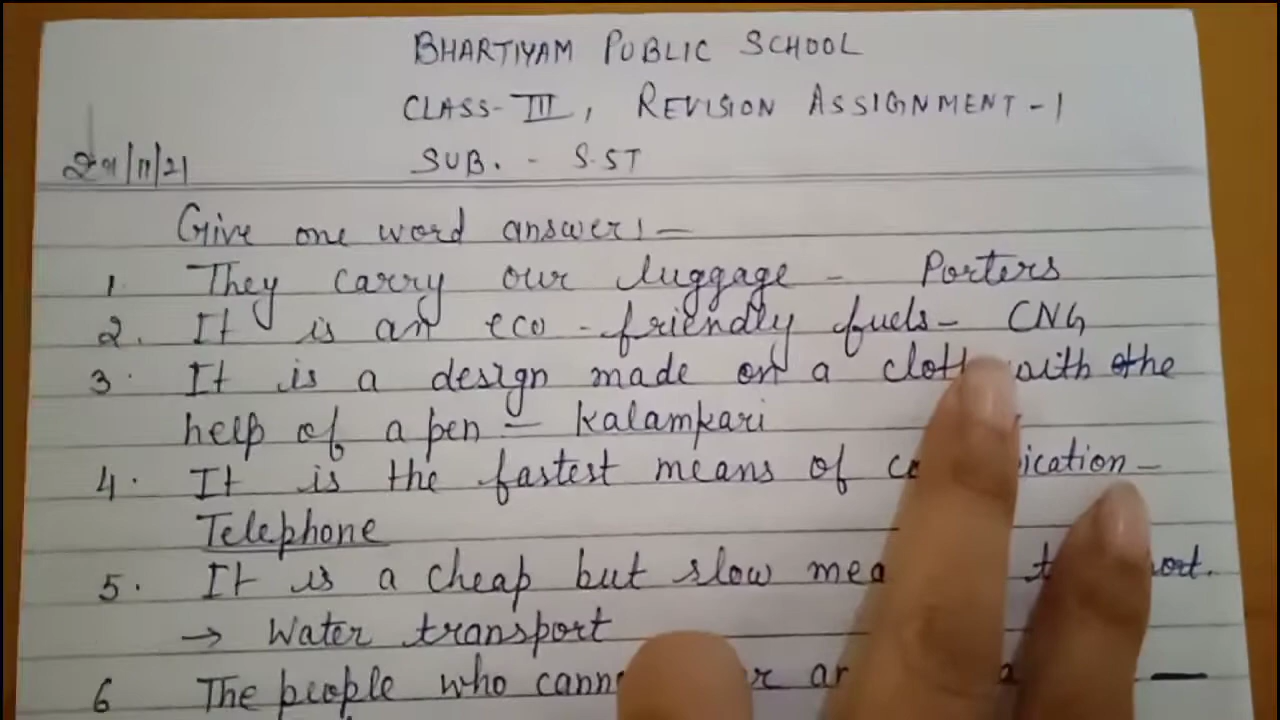 BHARTIYAM PUBLIC SCHOOL
CLASS-III, REVISION ASSIGNMENT-1
SUB. - S.ST
Give one word answer:-
1. They carry our luggage - Porters
2. It is an eco-friendly fuels- CNG
3. It is a design made on a cloth with the
help of a pen - kalamkari
4. It is the fastest means of
Telephone
5. It is a cheap but slow
→ Water transport
6 The people who